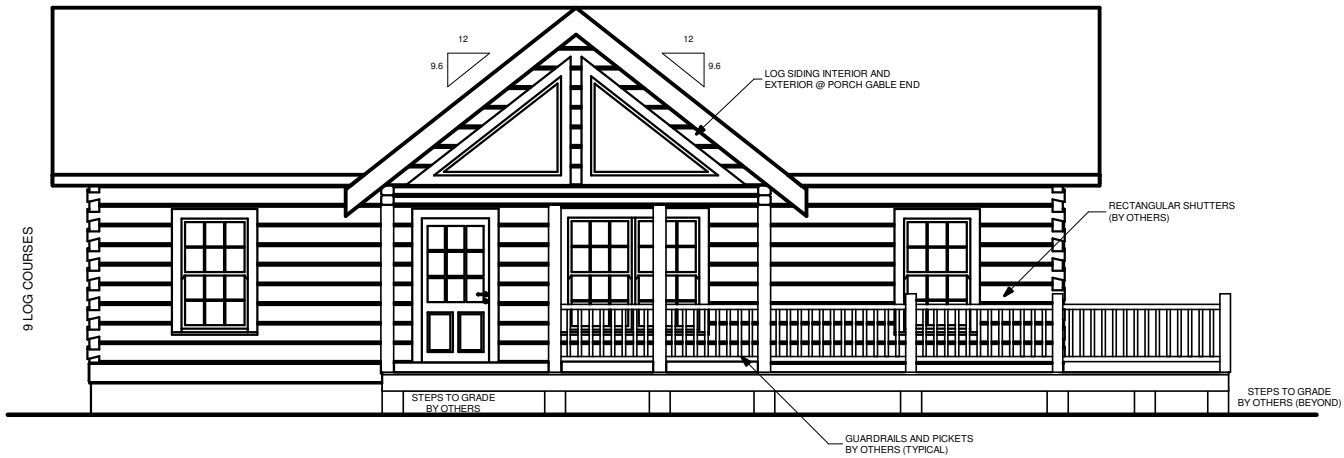 12
9.6
12
9.6
LOG SIDING INTERIOR AND
EXTERIOR @ PORCH GABLE END
RECTANGULAR SHUTTERS
(BY OTHERS)
9 LOG COURSES
STEPS TO GRADE
BY OTHERS
STEPS TO GRADE
BY OTHERS (BEYOND)
GUARDRAILS AND PICKETS
BY OTHERS (TYPICAL)